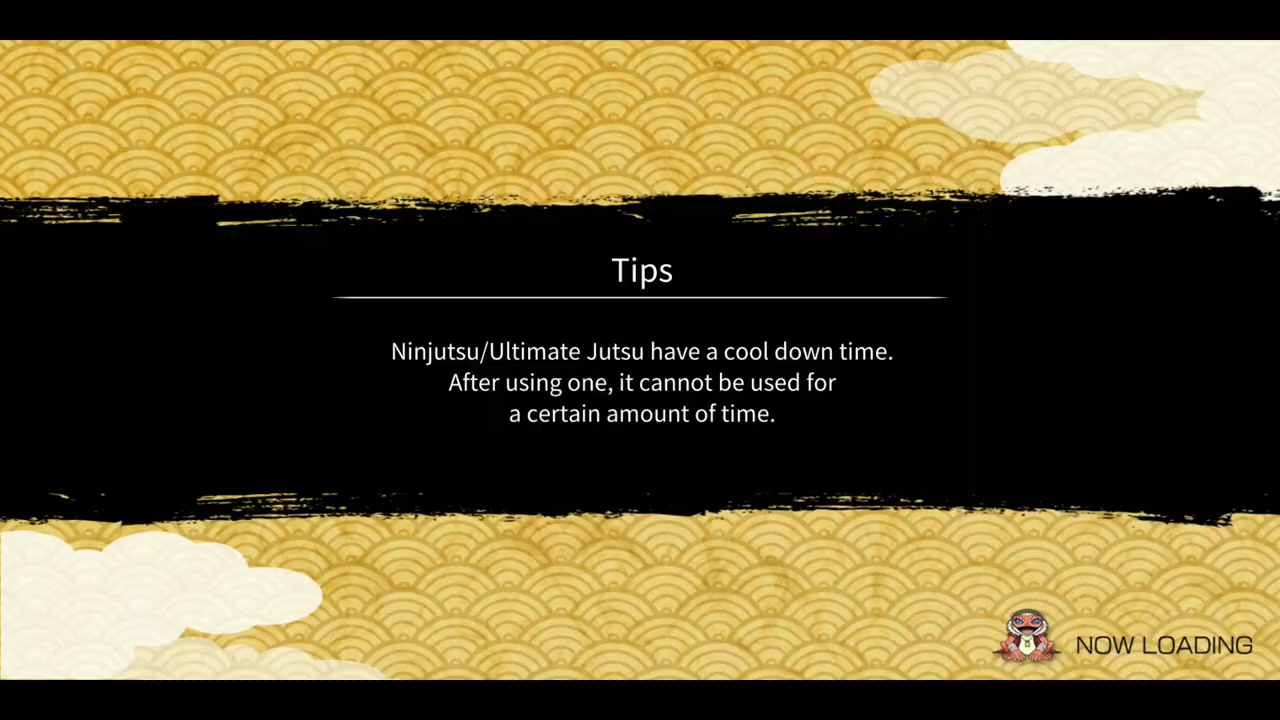 Tips
Ninjutsu/Ultimate Jutsu have a cool down time.
After using one, it cannot be used for
a certain amount of time.
NOW LOADING